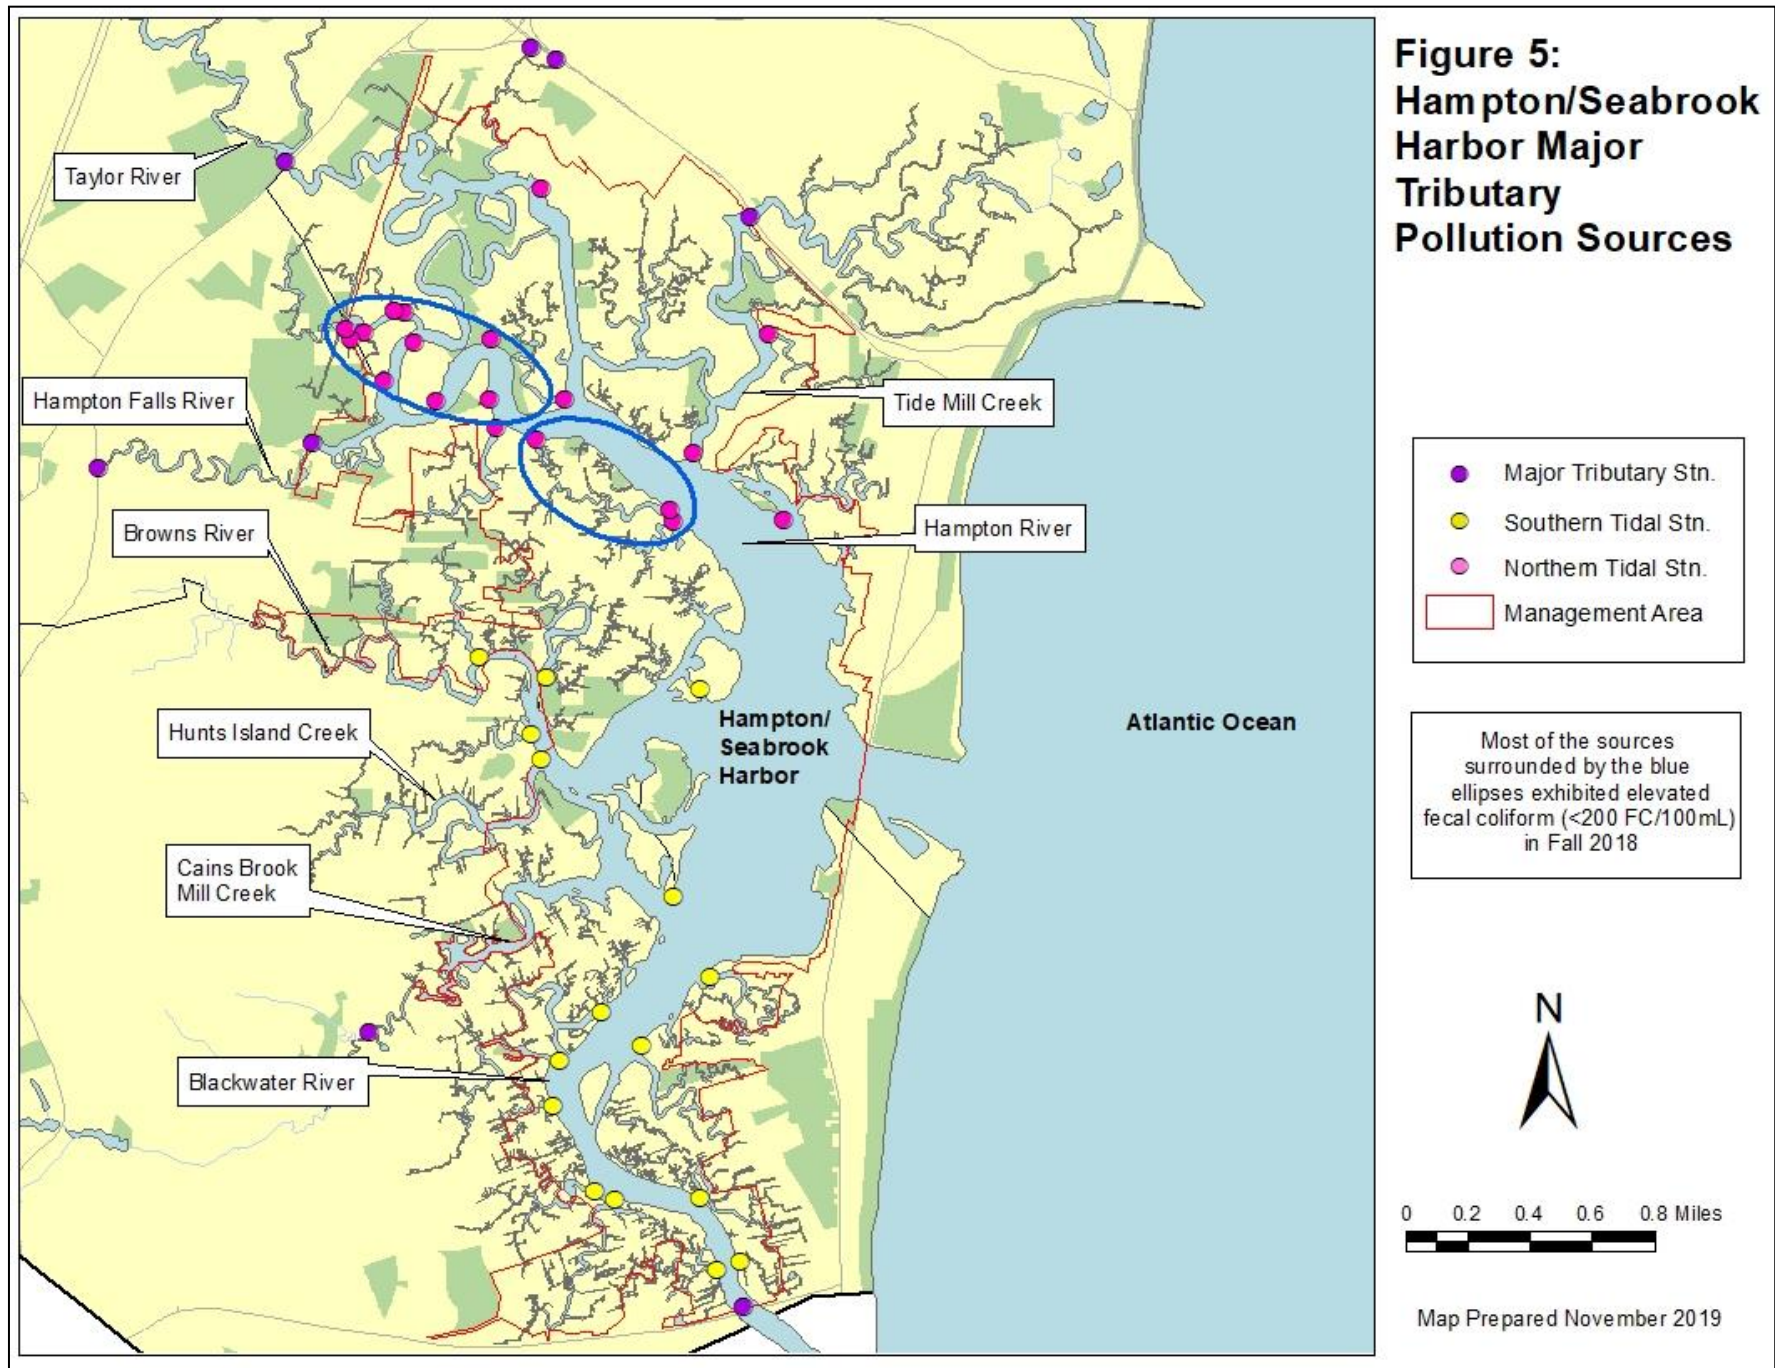 Figure 5:
Hampton/Seabrook
Harbor Major
Tributary
Pollution Sources
Taylor River
Hampton Falls River
Tide Mill Creek
Browns River
Hampton River
Hunts Island Creek
Hampton/
Seabrook
Harbor
Atlantic Ocean
Cains Brook
Mill Creek
Blackwater River
Major Tributary Stn.
Southern Tidal Stn.
Northern Tidal Stn.
Management Area
Most of the sources
surrounded by the blue
ellipses exhibited elevated
fecal coliform (<200 FC/100mL)
in Fall 2018
N
0 0.2 0.4 0.6 0.8 Miles
Map Prepared November 2019